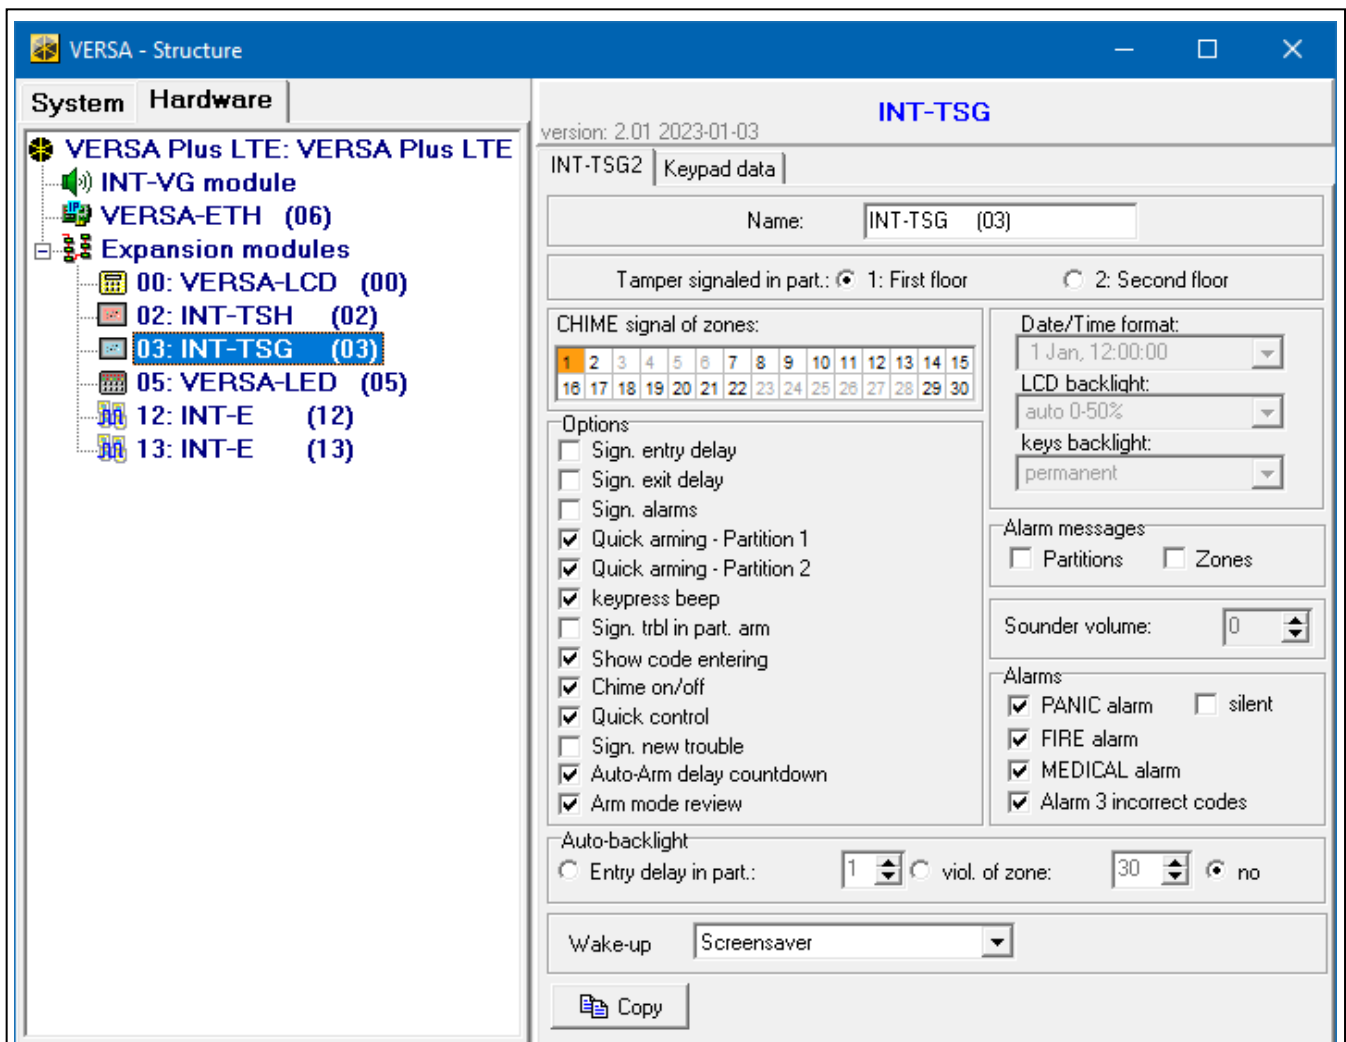 VERSA - Structure
System Hardware
VERSA Plus LTE: VERSA Plus LTE
INT-VG module
VERSA-ETH (06)
Expansion modules
00: VERSA-LCD (00)
02: INT-TSH (02)
03: INT-TSG (03)
05: VERSA-LED (05)
12: INT-E (12)
13: INT-E (13)
INT-TSG
version: 2.01 2023-01-03
INT-TSG2 Keypad data
Name: INT-TSG (03)
Tamper signaled in part.: 1: First floor 2: Second floor
CHIME signal of zones:
1 2 3 4 5 6 7 8 9 10 11 12 13 14 15
16 17 18 19 20 21 22 23 24 25 26 27 28 29 30
Options
Sign. entry delay
Sign. exit delay
Sign. alarms
Quick arming - Partition 1
Quick arming - Partition 2
keypress beep
Sign. trbl in part. arm
Show code entering
Chime on/off
Quick control
Sign. new trouble
Auto-Arm delay countdown
Arm mode review
Date/Time format:
1 Jan, 12:00:00
LCD backlight:
auto 0-50%
keys backlight:
permanent
Alarm messages
Partitions Zones
Sounder volume: 0
Alarms
PANIC alarm silent
FIRE alarm
MEDICAL alarm
Alarm 3 incorrect codes
Auto-backlight
Entry delay in part.: 1 viol. of zone: 30 no
Wake-up Screensaver
Copy